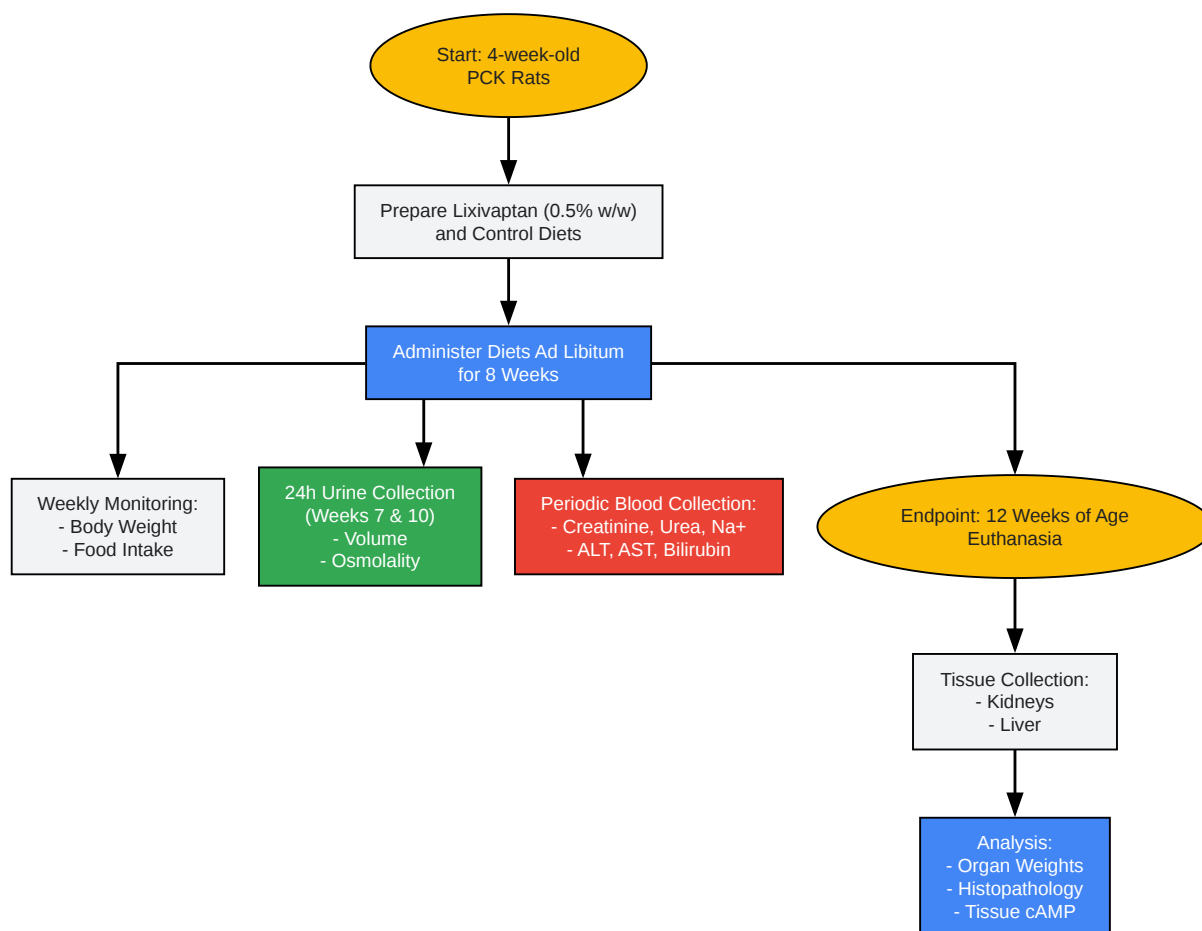 Start: 4-week-old
PCK Rats
Prepare Lixivaptan (0.5% w/w)
and Control Diets
Administer Diets Ad Libitum
for 8 Weeks
Weekly Monitoring:
- Body Weight
- Food Intake
24h Urine Collection
(Weeks 7 & 10)
- Volume
- Osmolality
Periodic Blood Collection:
- Creatinine, Urea, Na+
- ALT, AST, Bilirubin
Endpoint: 12 Weeks of Age
Euthanasia
Tissue Collection:
- Kidneys
- Liver
Analysis:
- Organ Weights
- Histopathology
- Tissue cAMP